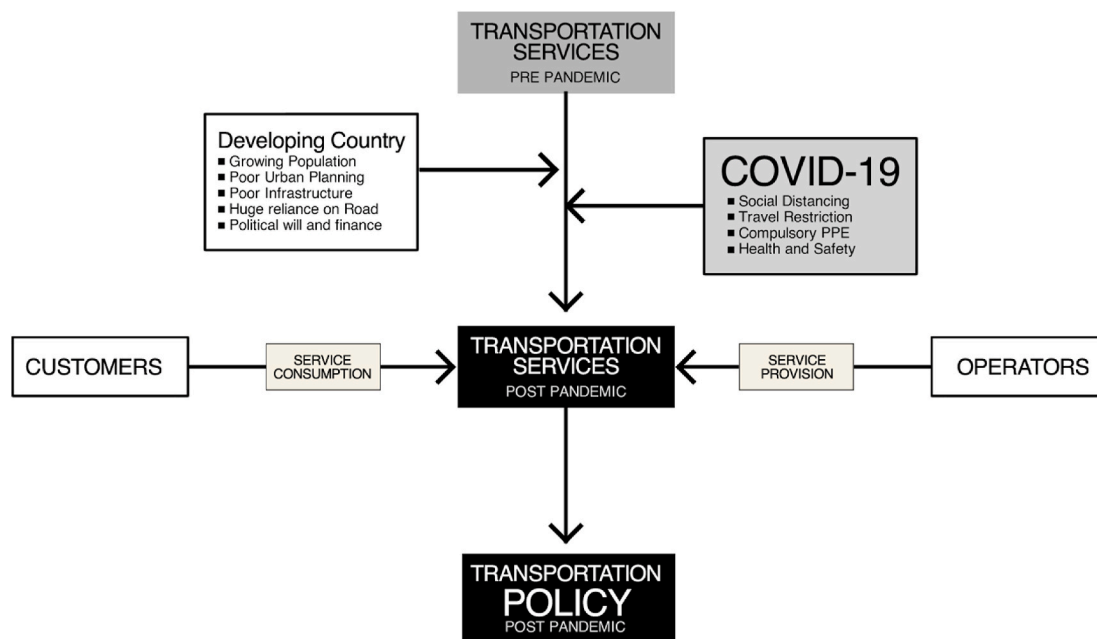 TRANSPORTATION
SERVICES
PRE PANDEMIC
Developing Country
■ Growing Population
■ Poor Urban Planning
■ Poor Infrastructure
■ Huge reliance on Road
■ Political will and finance
COVID-19
■ Social Distancing
■ Travel Restriction
■ Compulsory PPE
■ Health and Safety
CUSTOMERS
SERVICE
CONSUMPTION
TRANSPORTATION
SERVICES
POST PANDEMIC
SERVICE
PROVISION
OPERATORS
TRANSPORTATION
POLICY
POST PANDEMIC